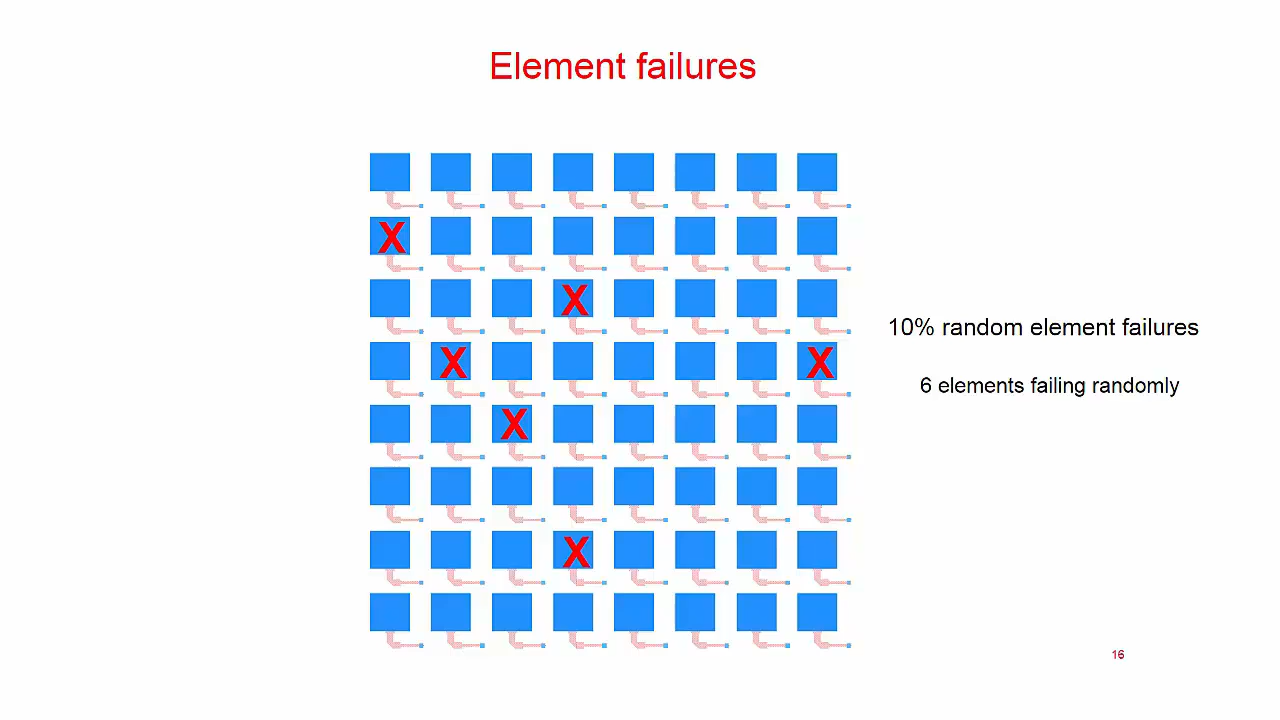 Element failures
X
X
X
X
X
X
10% random element failures
6 elements failing randomly
16